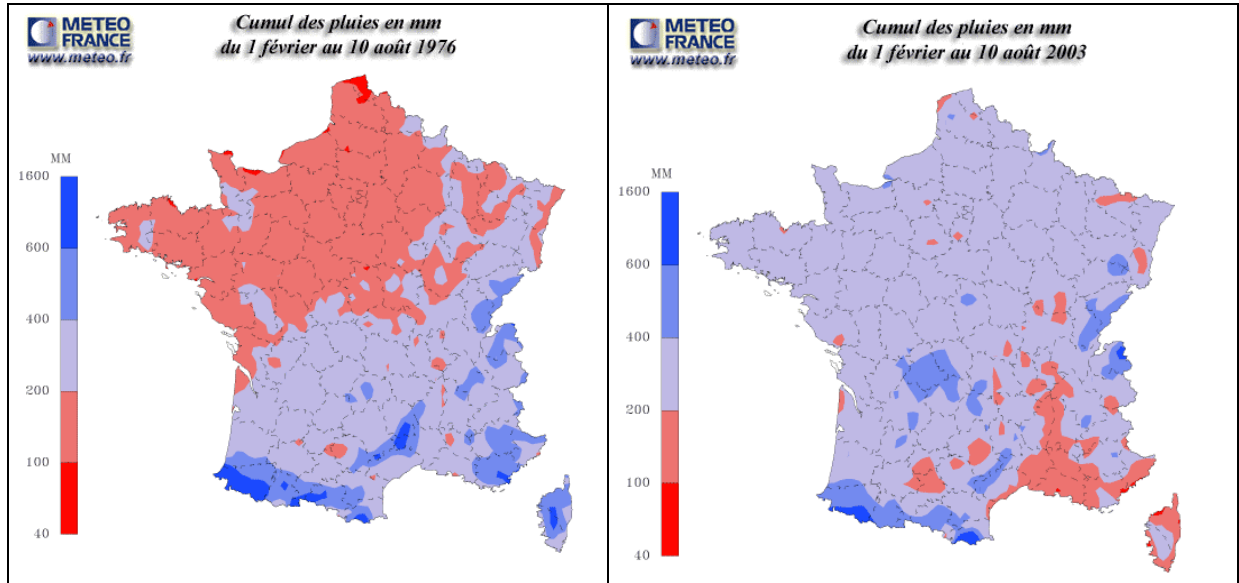 METEO
FRANCE
www.meteo.fr
Cumul des pluies en mm
du 1 février au 10 août 1976
MM
1600
600
400
200
100
40
METEO
FRANCE
www.meteo.fr
Cumul des pluies en mm
du 1 février au 10 août 2003
MM
1600
600
400
200
100
40